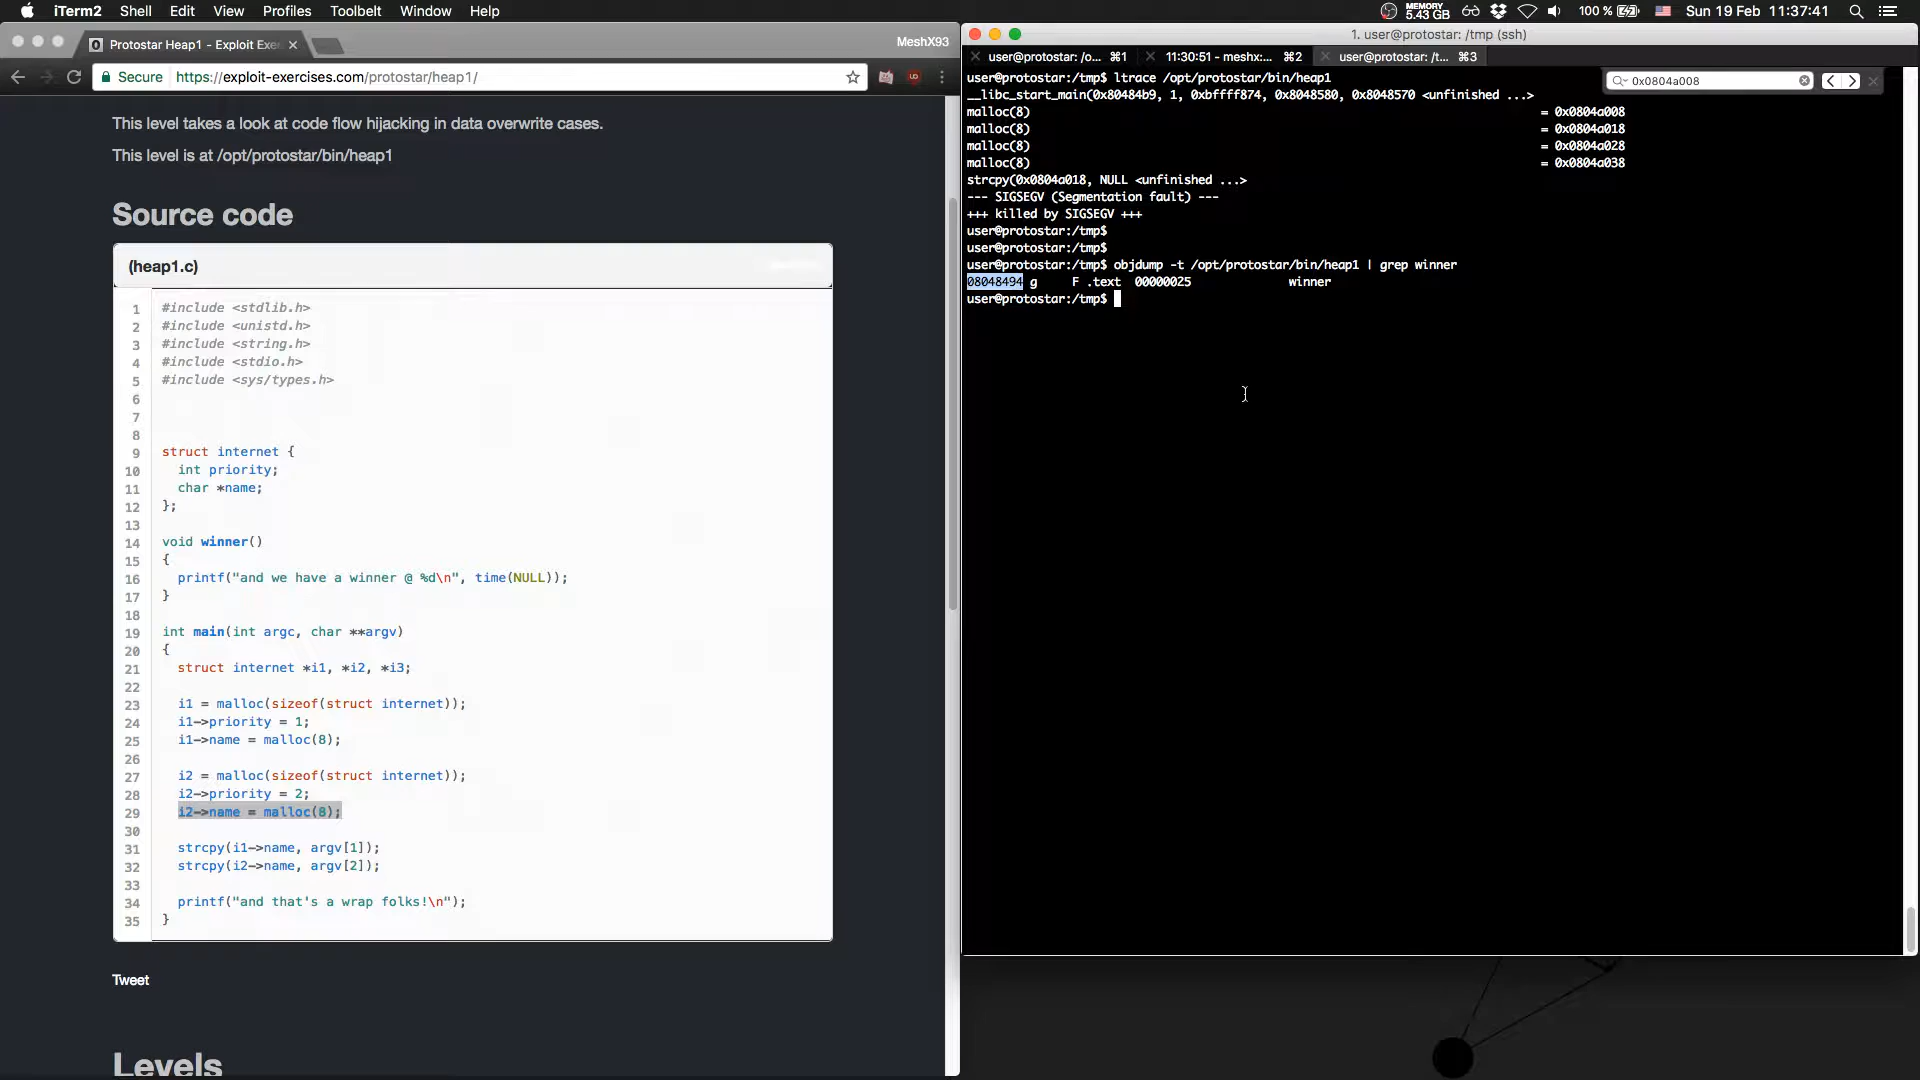 iTerm2 Shell Edit View Profiles Toolbelt Window Help
MEMORY 5.43 GB 100 % Sun 19 Feb 11:37:41
Protostar Heap1 - Exploit Exe
MeshX93
Secure https://exploit-exercises.com/protostar/heap1/
This level takes a look at code flow hijacking in data overwrite cases.
This level is at /opt/protostar/bin/heap1
Source code
(heap1.c)
1 #include <stdlib.h>
2 #include <unistd.h>
3 #include <string.h>
4 #include <stdio.h>
5 #include <sys/types.h>
6
7
8
9 struct internet {
10 int priority;
11 char *name;
12 };
13
14 void winner()
15 {
16 printf("and we have a winner @ %d\n", time(NULL));
17 }
18
19 int main(int argc, char **argv)
20 {
21 struct internet *i1, *i2, *i3;
22
23 i1 = malloc(sizeof(struct internet));
24 i1->priority = 1;
25 i1->name = malloc(8);
26
27 i2 = malloc(sizeof(struct internet));
28 i2->priority = 2;
29 i2->name = malloc(8);
30
31 strcpy(i1->name, argv[1]);
32 strcpy(i2->name, argv[2]);
33
34 printf("and that's a wrap folks!\n");
35 }
Tweet
Levels
1. user@protostar: /tmp (ssh)
user@protostar: /o... ⌘1 11:30:51 - meshx:... ⌘2 user@protostar: /t... ⌘3
0x0804a008
user@protostar:/tmp$ ltrace /opt/protostar/bin/heap1
__libc_start_main(0x80484b9, 1, 0xbffff874, 0x8048580, 0x8048570 <unfinished ...>
malloc(8) = 0x0804a008
malloc(8) = 0x0804a018
malloc(8) = 0x0804a028
malloc(8) = 0x0804a038
strcpy(0x0804a018, NULL <unfinished ...>
--- SIGSEGV (Segmentation fault) ---
+++ killed by SIGSEGV +++
user@protostar:/tmp$
user@protostar:/tmp$
user@protostar:/tmp$ objdump -t /opt/protostar/bin/heap1 | grep winner
08048494 g F .text 00000025 winner
user@protostar:/tmp$